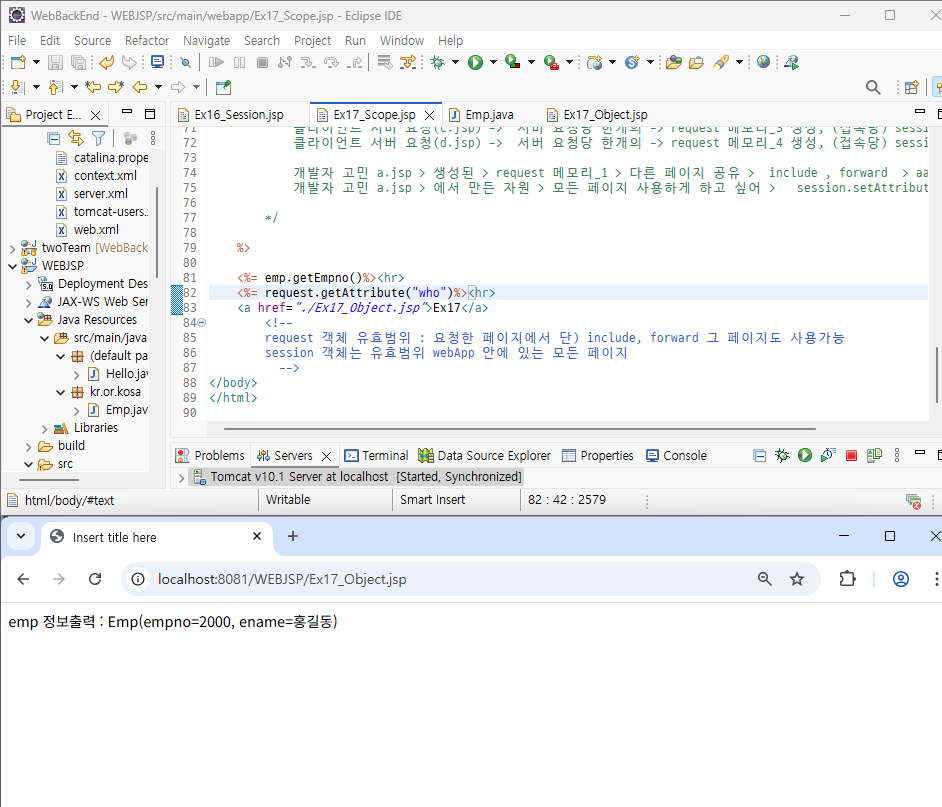 WebBackEnd - WEBJSP/src/main/webapp/Ex17_Scope.jsp - Eclipse IDE
File Edit Source Refactor Navigate Search Project Run Window Help
Project E...
Ex16_Session.jsp
Ex17_Scope.jsp
Emp.java
Ex17_Object.jsp
catalina.prope
context.xml
server.xml
tomcat-users.
web.xml
twoTeam [WebBack
WEBJSP
Deployment Des
JAX-WS Web Ser
Java Resources
src/main/java
(default pa
Hello.jav
kr.or.kosa
Emp.jav
Libraries
build
src
71 클라이언트 서버 요청(c.jsp) -> 서버 요청당 한개의 -> request 메모리_3 생성, (접속당) sessi
72 클라이언트 서버 요청(d.jsp) -> 서버 요청당 한개의 -> request 메모리_4 생성, (접속당) sessi
73
74 개발자 고민 a.jsp > 생성된 > request 메모리_1 > 다른 페이지 공유 > include , forward > aa
75 개발자 고민 a.jsp > 에서 만든 자원 > 모든 페이지 사용하게 하고 싶어 > session.setAttribut
76
77 */
78
79 %>
80
81 <%= emp.getEmpno()%><hr>
82 <%= request.getAttribute("who")%><hr>
83 <a href="./Ex17_Object.jsp">Ex17</a>
84 <!--
85 request 객체 유효범위 : 요청한 페이지에서 단) include, forward 그 페이지도 사용가능
86 session 객체는 유효범위 webApp 안에 있는 모든 페이지
87 -->
88 </body>
89 </html>
90
Problems Servers Terminal Data Source Explorer Properties Console
Tomcat v10.1 Server at localhost [Started, Synchronized]
html/body/#text Writable Smart Insert 82 : 42 : 2579
Insert title here
localhost:8081/WEBJSP/Ex17_Object.jsp
emp 정보출력 : Emp(empno=2000, ename=홍길동)